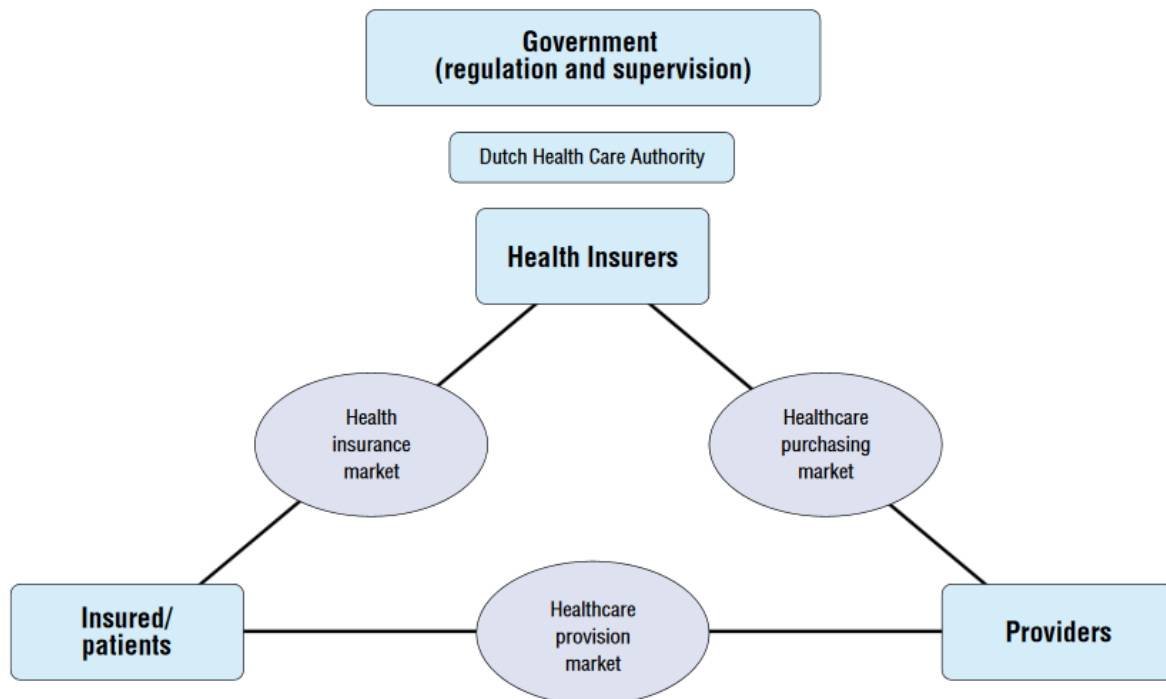 Government
(regulation and supervision)
Dutch Health Care Authority
Health Insurers
Health
insurance
market
Healthcare
purchasing
market
Insured/
patients
Healthcare
provision
market
Providers